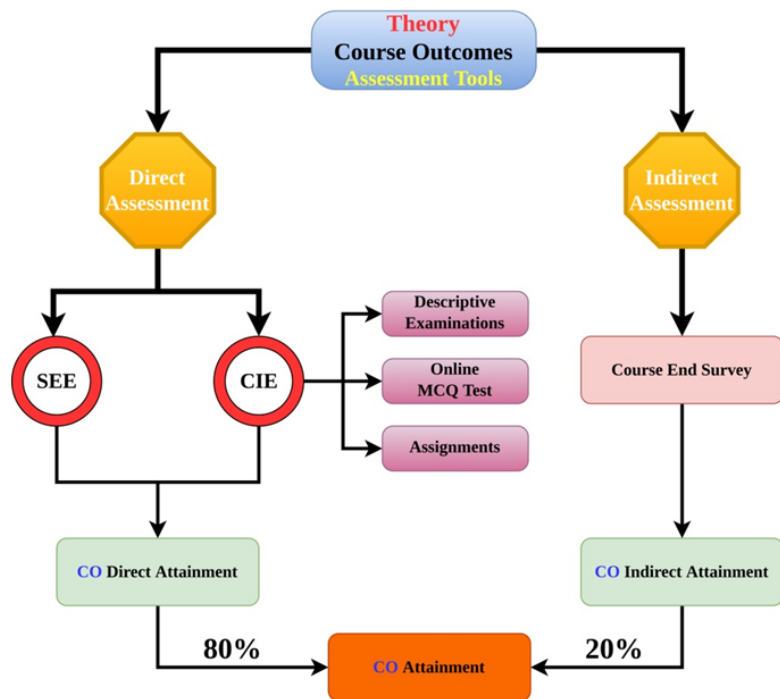 Theory
Course Outcomes
Assessment Tools
Direct
Assessment
Indirect
Assessment
SEE
CIE
Descriptive
Examinations
Online
MCQ Test
Assignments
Course End Survey
CO Direct Attainment
CO Indirect Attainment
80%
20%
CO Attainment